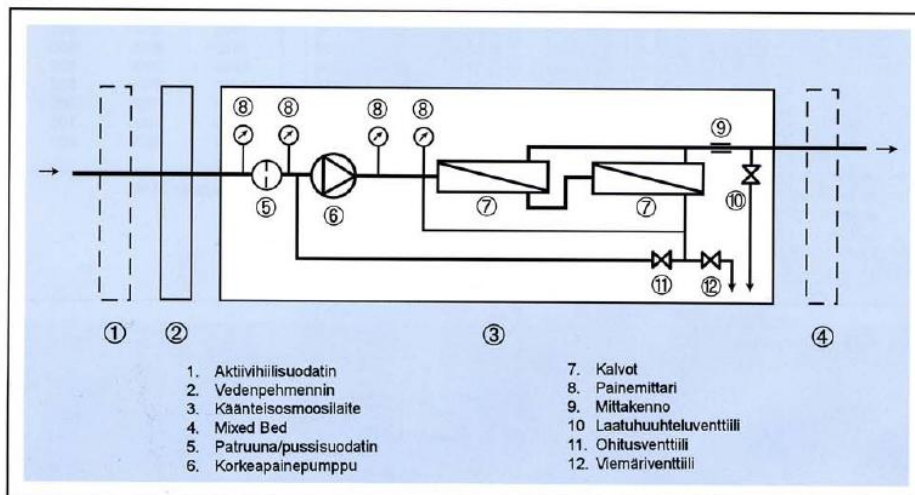 ⑧ ⑧ ⑧ ⑧ ⑨
⑤ ⑥ ⑦ ⑦ ⑩
⑪ ⑫
① ② ③ ④
1. Aktiivihiilisuodatin
2. Vedenpehmennin
3. Käänteisosmoosilaite
4. Mixed Bed
5. Patruuna/pussisuodatin
6. Korkeapainepumppu
7. Kalvot
8. Painemittari
9. Mittakenno
10 Laatuhuuhteluventtiili
11. Ohitusventtiili
12. Viemäriventtiili